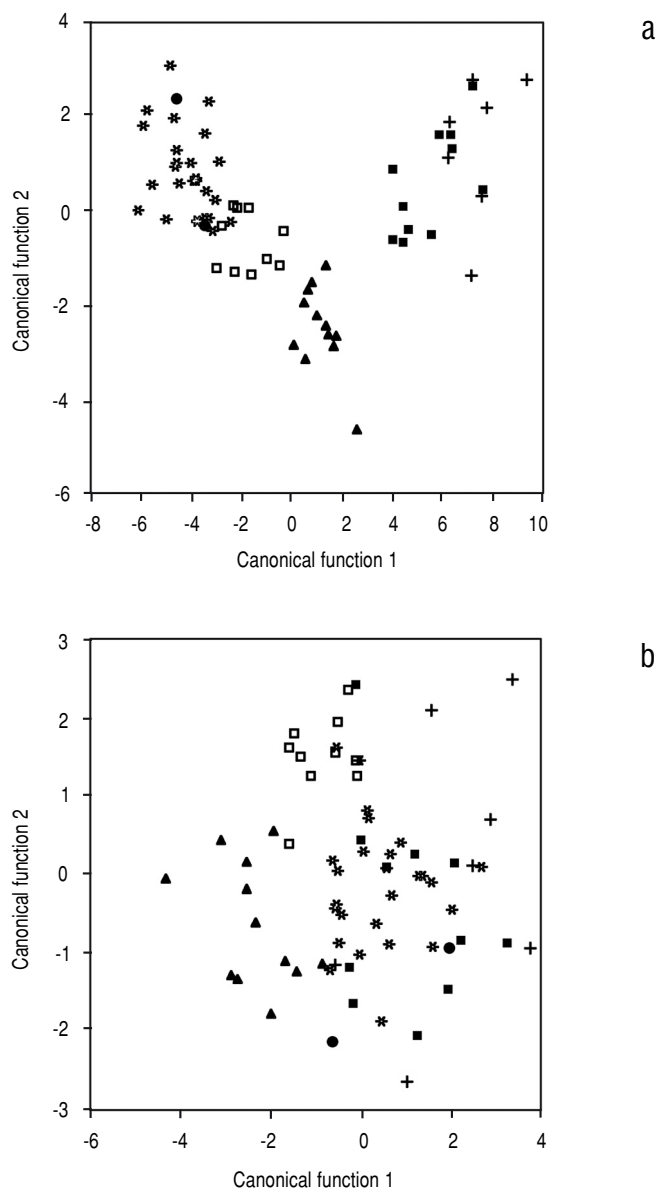 a
4
2
0
-2
-4
-6
Canonical function 2
-8 -6 -4 -2 0 2 4 6 8 10
Canonical function 1
b
3
2
1
0
-1
-2
-3
Canonical function 2
-6 -4 -2 0 2 4
Canonical function 1